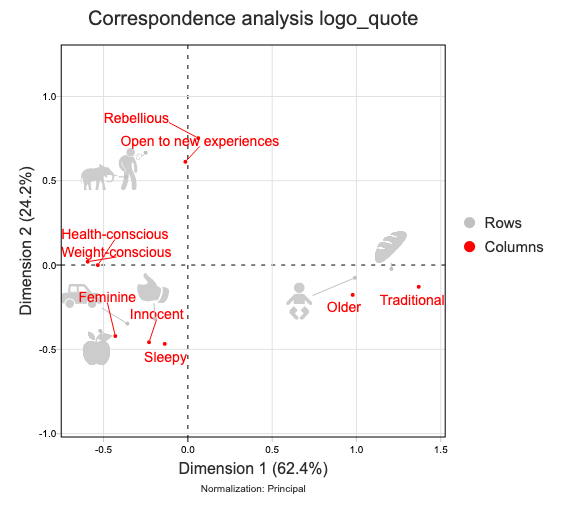 Correspondence analysis logo_quote
Dimension 2 (24.2%)
1.0
0.5
0.0
-0.5
-1.0
Rebellious
Open to new experiences
Health-conscious
Weight-conscious
Feminine
Innocent
Sleepy
Older
Traditional
Rows
Columns
-0.5
0.0
0.5
1.0
1.5
Dimension 1 (62.4%)
Normalization: Principal